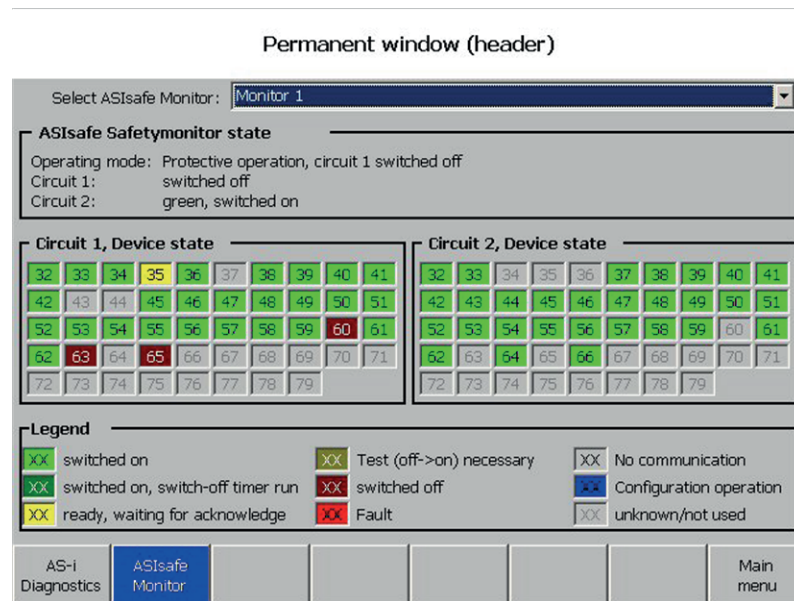 Permanent window (header)
Select ASIsafe Monitor: Monitor 1
ASIsafe Safetymonitor state
Operating mode: Protective operation, circuit 1 switched off
Circuit 1: switched off
Circuit 2: green, switched on
Circuit 1, Device state
32 33 34 35 36 37 38 39 40 41
42 43 44 45 46 47 48 49 50 51
52 53 54 55 56 57 58 59 60 61
62 63 64 65 66 67 68 69 70 71
72 73 74 75 76 77 78 79
Circuit 2, Device state
32 33 34 35 36 37 38 39 40 41
42 43 44 45 46 47 48 49 50 51
52 53 54 55 56 57 58 59 60 61
62 63 64 65 66 67 68 69 70 71
72 73 74 75 76 77 78 79
Legend
XX switched on
XX switched on, switch-off timer run
XX ready, waiting for acknowledge
XX Test (off->on) necessary
XX switched off
XX Fault
XX No communication
XX Configuration operation
XX unknown/not used
AS-i
Diagnostics
ASIsafe
Monitor
Main
menu